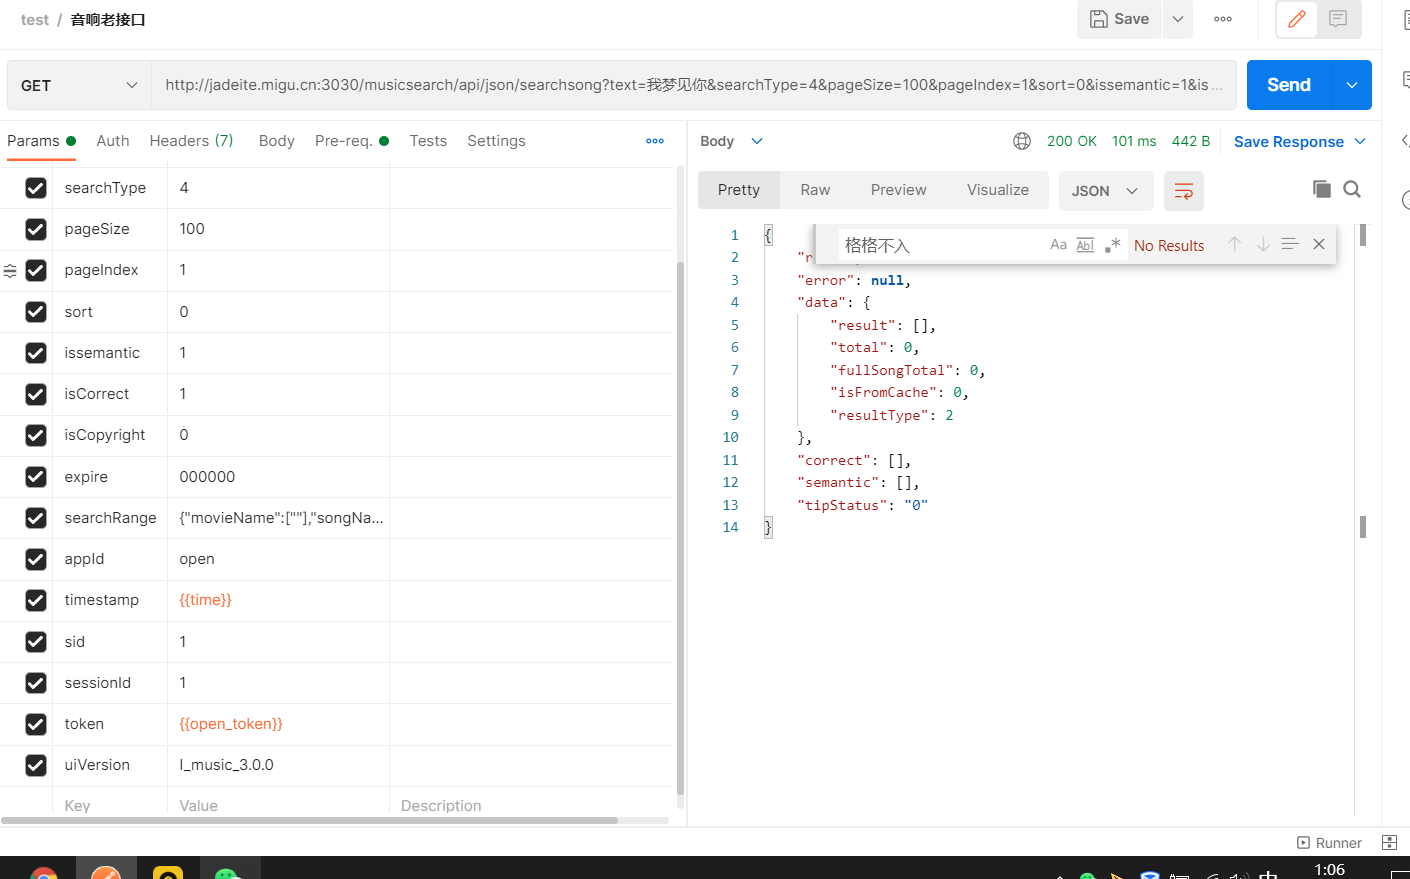 test / 音响老接口
Save
GET
http://jadeite.migu.cn:3030/musicsearch/api/json/searchsong?text=我梦见你&searchType=4&pageSize=100&pageIndex=1&sort=0&issemantic=1&is...
Send
Params Auth Headers (7) Body Pre-req. Tests Settings
searchType 4
pageSize 100
pageIndex 1
sort 0
issemantic 1
isCorrect 1
isCopyright 0
expire 000000
searchRange {"movieName":[""],"songNa...
appId open
timestamp {{time}}
sid 1
sessionId 1
token {{open_token}}
uiVersion I_music_3.0.0
Key Value Description
Body
200 OK 101 ms 442 B Save Response
Pretty Raw Preview Visualize JSON
格格不入 Aa Abl .* No Results
1 {
2 "r
3 "error": null,
4 "data": {
5 "result": [],
6 "total": 0,
7 "fullSongTotal": 0,
8 "isFromCache": 0,
9 "resultType": 2
10 },
11 "correct": [],
12 "semantic": [],
13 "tipStatus": "0"
14 }
Runner
中 1:06